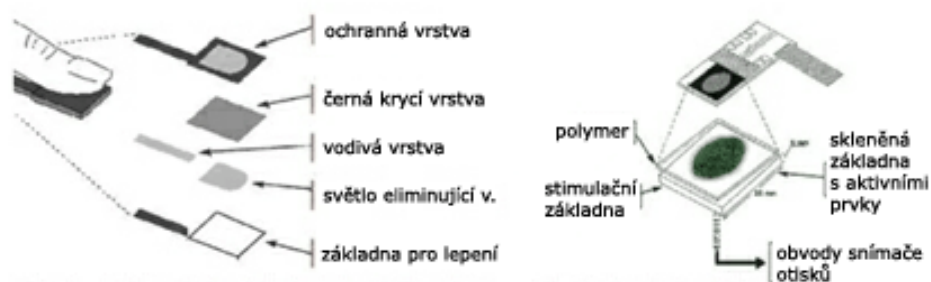 ochranná vrstva
černá krycí vrstva
vodivá vrstva
světlo eliminující v.
základna pro lepení
polymer
stimulační
základna
skleněná
základna
s aktivními
prvky
obvody snímače
otisků